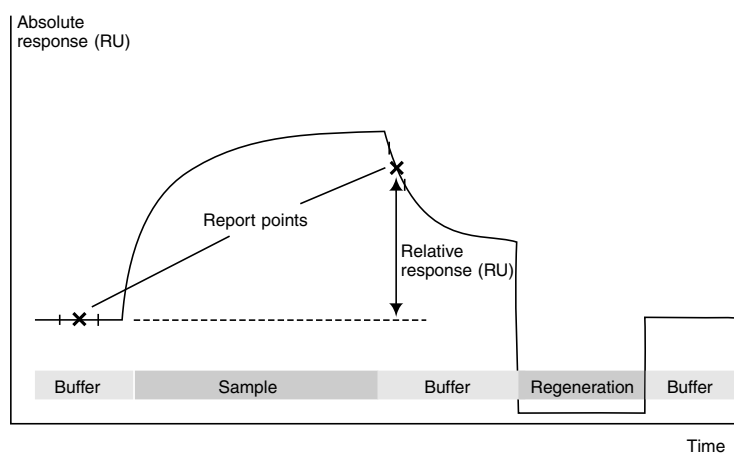 Absolute
response (RU)
Report points
Relative
response (RU)
Buffer
Sample
Buffer
Regeneration
Buffer
Time